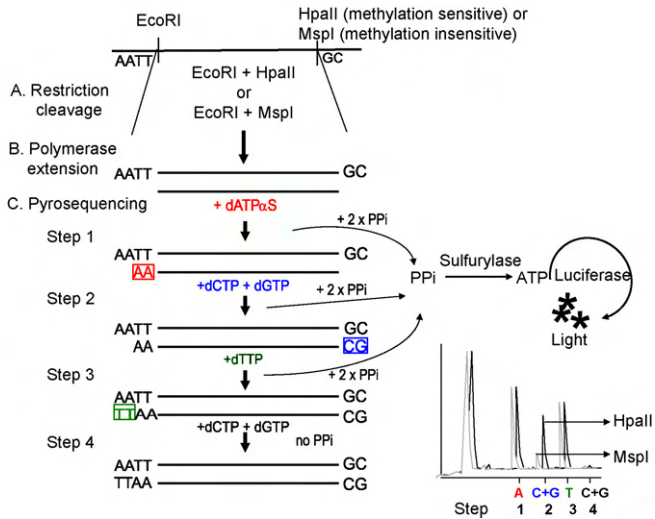 EcoRI
HpaII (methylation sensitive) or
MspI (methylation insensitive)
AATT
GC
A. Restriction
cleavage
EcoRI + HpaII
or
EcoRI + MspI
B. Polymerase
extension
AATT
GC
C. Pyrosequencing
+ dATPαS
+ 2 x PPi
Step 1
AATT
GC
AA
+dCTP + dGTP
+ 2 x PPi
PPi
Sulfurylase
ATP
Luciferase
* * *
Light
Step 2
AATT
GC
AA
CG
+dTTP
+ 2 x PPi
Step 3
AATT
GC
TTAA
CG
+dCTP + dGTP
no PPi
Step 4
AATT
GC
TTAA
CG
HpaII
MspI
A C+G T C+G
Step 1 2 3 4